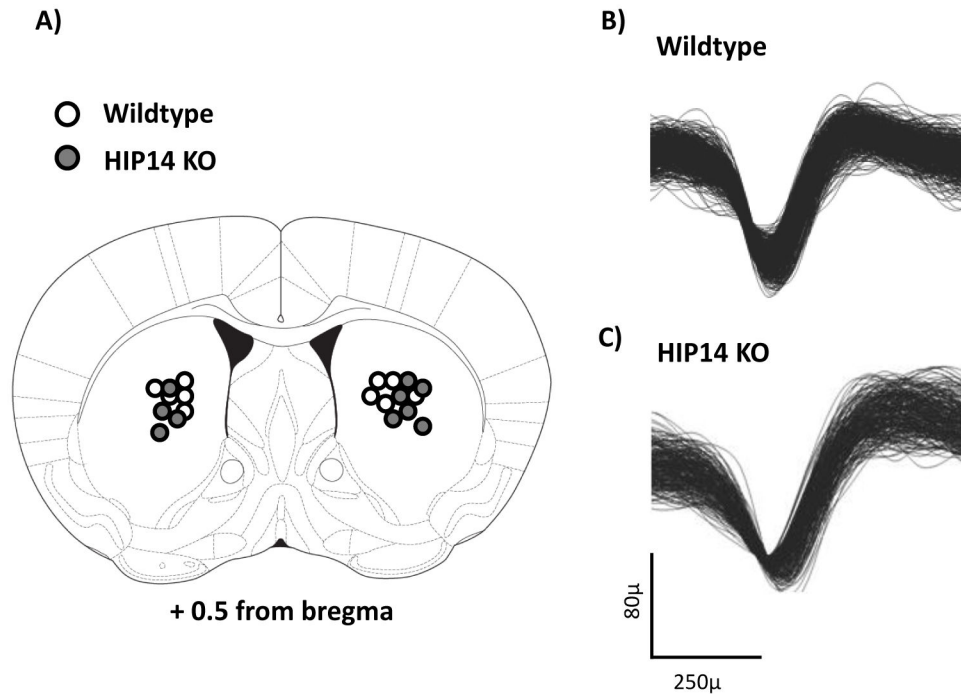 A)
Wildtype
HIP14 KO
+ 0.5 from bregma
B)
Wildtype
C)
HIP14 KO
80µ
250µ